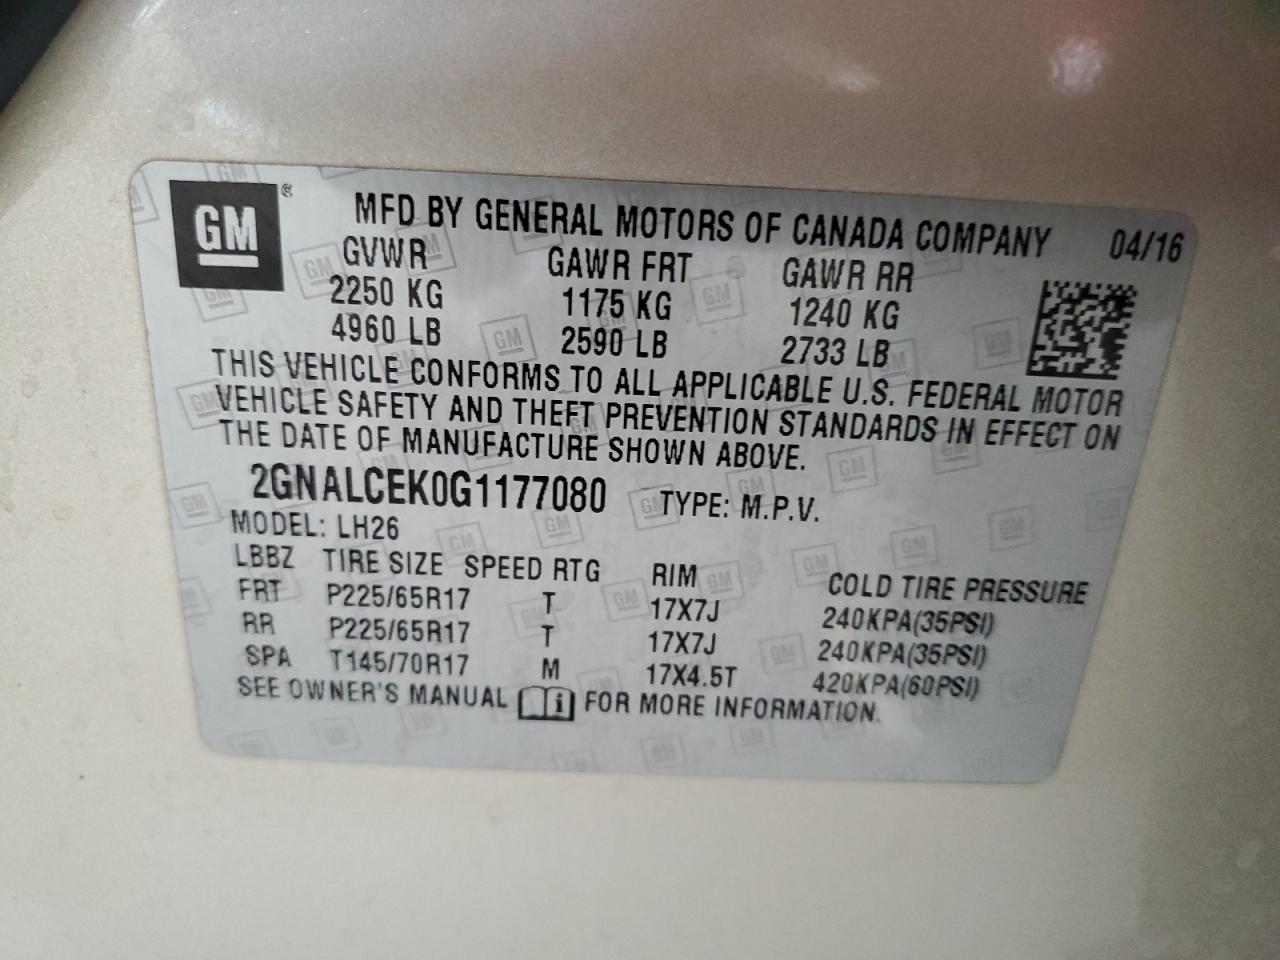 GM ® MFD BY GENERAL MOTORS OF CANADA COMPANY 04/16
GVWR GAWR FRT GAWR RR
2250 KG 1175 KG 1240 KG
4960 LB 2590 LB 2733 LB
THIS VEHICLE CONFORMS TO ALL APPLICABLE U.S. FEDERAL MOTOR
VEHICLE SAFETY AND THEFT PREVENTION STANDARDS IN EFFECT ON
THE DATE OF MANUFACTURE SHOWN ABOVE.
2GNALCEK0G1177080 TYPE: M.P.V.
MODEL: LH26
LBBZ TIRE SIZE SPEED RTG RIM COLD TIRE PRESSURE
FRT P225/65R17 T 17X7J 240KPA(35PSI)
RR P225/65R17 T 17X7J 240KPA(35PSI)
SPA T145/70R17 M 17X4.5T 420KPA(60PSI)
SEE OWNER'S MANUAL i FOR MORE INFORMATION.